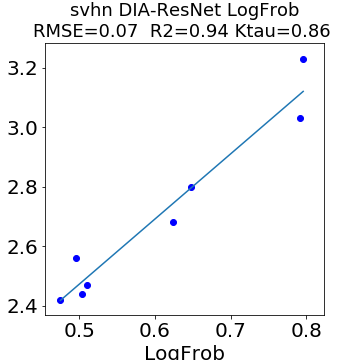 svhn DIA-ResNet LogFrob
RMSE=0.07 R2=0.94 Ktau=0.86
3.2
3.0
2.8
2.6
2.4
0.5 0.6 0.7 0.8
LogFrob